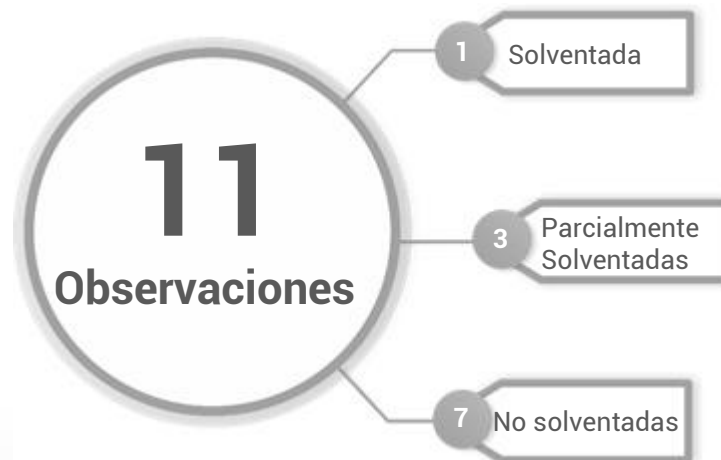 11
Observaciones
1
Solventada
3
Parcialmente
Solventadas
7
No solventadas